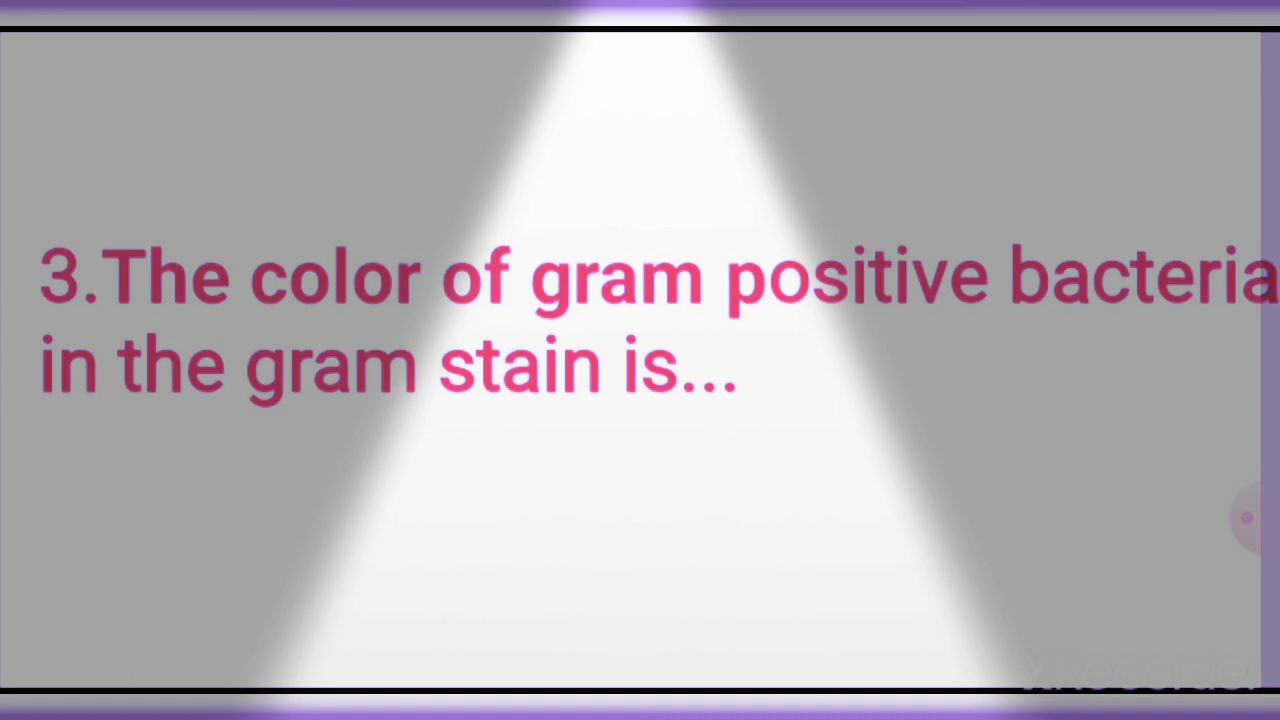 3.The color of gram positive bacteria
in the gram stain is...